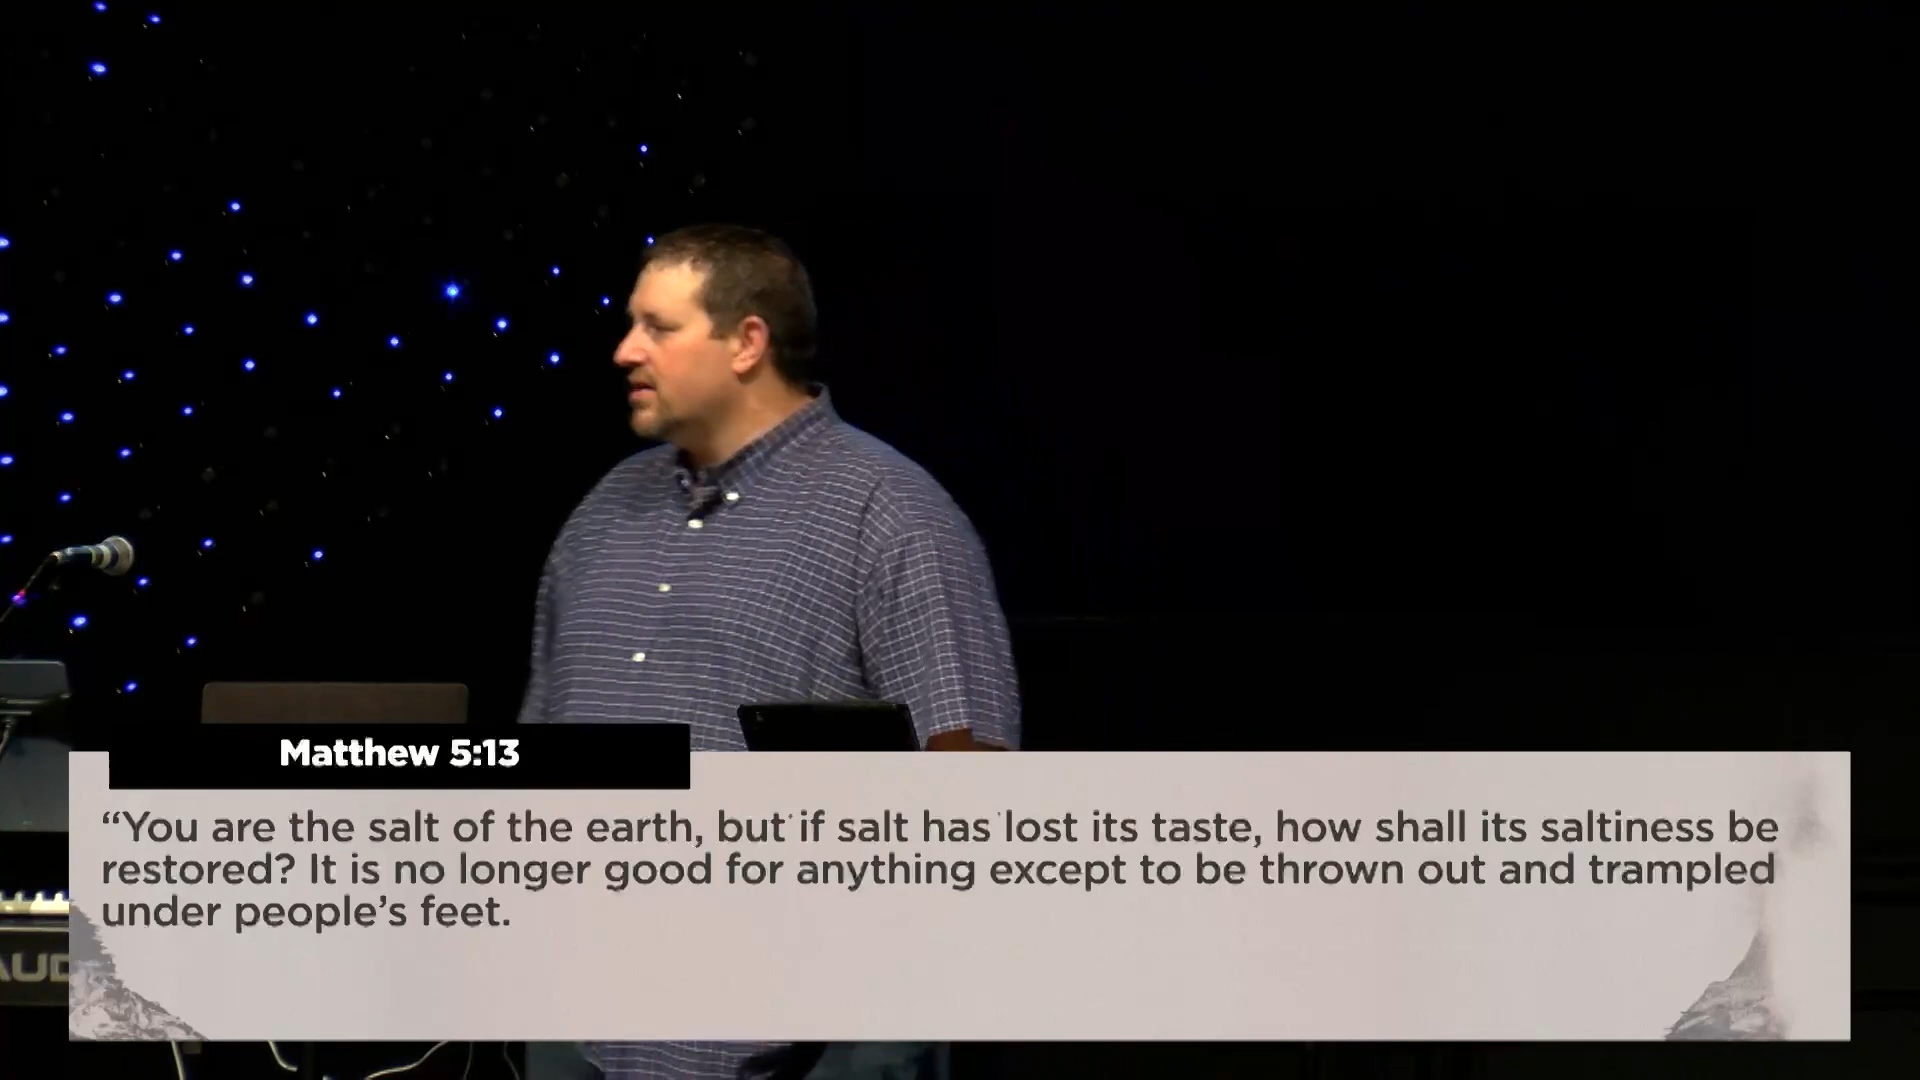 Matthew 5:13
“You are the salt of the earth, but if salt has lost its taste, how shall its saltiness be
restored? It is no longer good for anything except to be thrown out and trampled
under people’s feet.
AUD